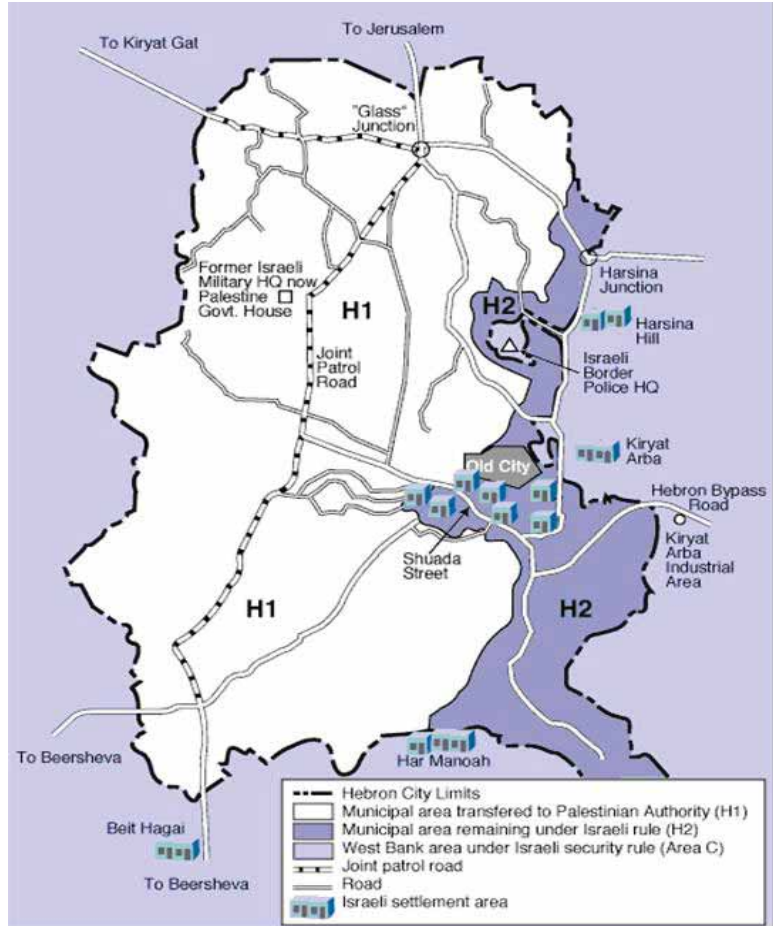 To Kiryat Gat
To Jerusalem
"Glass"
Junction
Former Israeli
Military HQ now
Palestine
Govt. House
H1
H2
Harsina
Junction
Harsina
Hill
Joint
Patrol
Road
Israeli
Border
Police HQ
Old City
Kiryat
Arba
Hebron Bypass
Road
Kiryat
Arba
Industrial
Area
Shuada
Street
H1
H2
To Beersheva
Har Manoah
Beit Hagai
To Beersheva
Hebron City Limits
Municipal area transfered to Palestinian Authority (H1)
Municipal area remaining under Israeli rule (H2)
West Bank area under Israeli security rule (Area C)
Joint patrol road
Road
Israeli settlement area